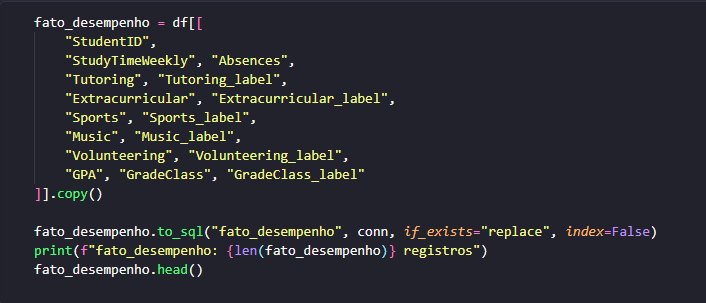 fato_desempenho = df[[
    "StudentID",
    "StudyTimeWeekly", "Absences",
    "Tutoring", "Tutoring_label",
    "Extracurricular", "Extracurricular_label",
    "Sports", "Sports_label",
    "Music", "Music_label",
    "Volunteering", "Volunteering_label",
    "GPA", "GradeClass", "GradeClass_label"
]].copy()

fato_desempenho.to_sql("fato_desempenho", conn, if_exists="replace", index=False)
print(f"fato_desempenho: {len(fato_desempenho)} registros")
fato_desempenho.head()